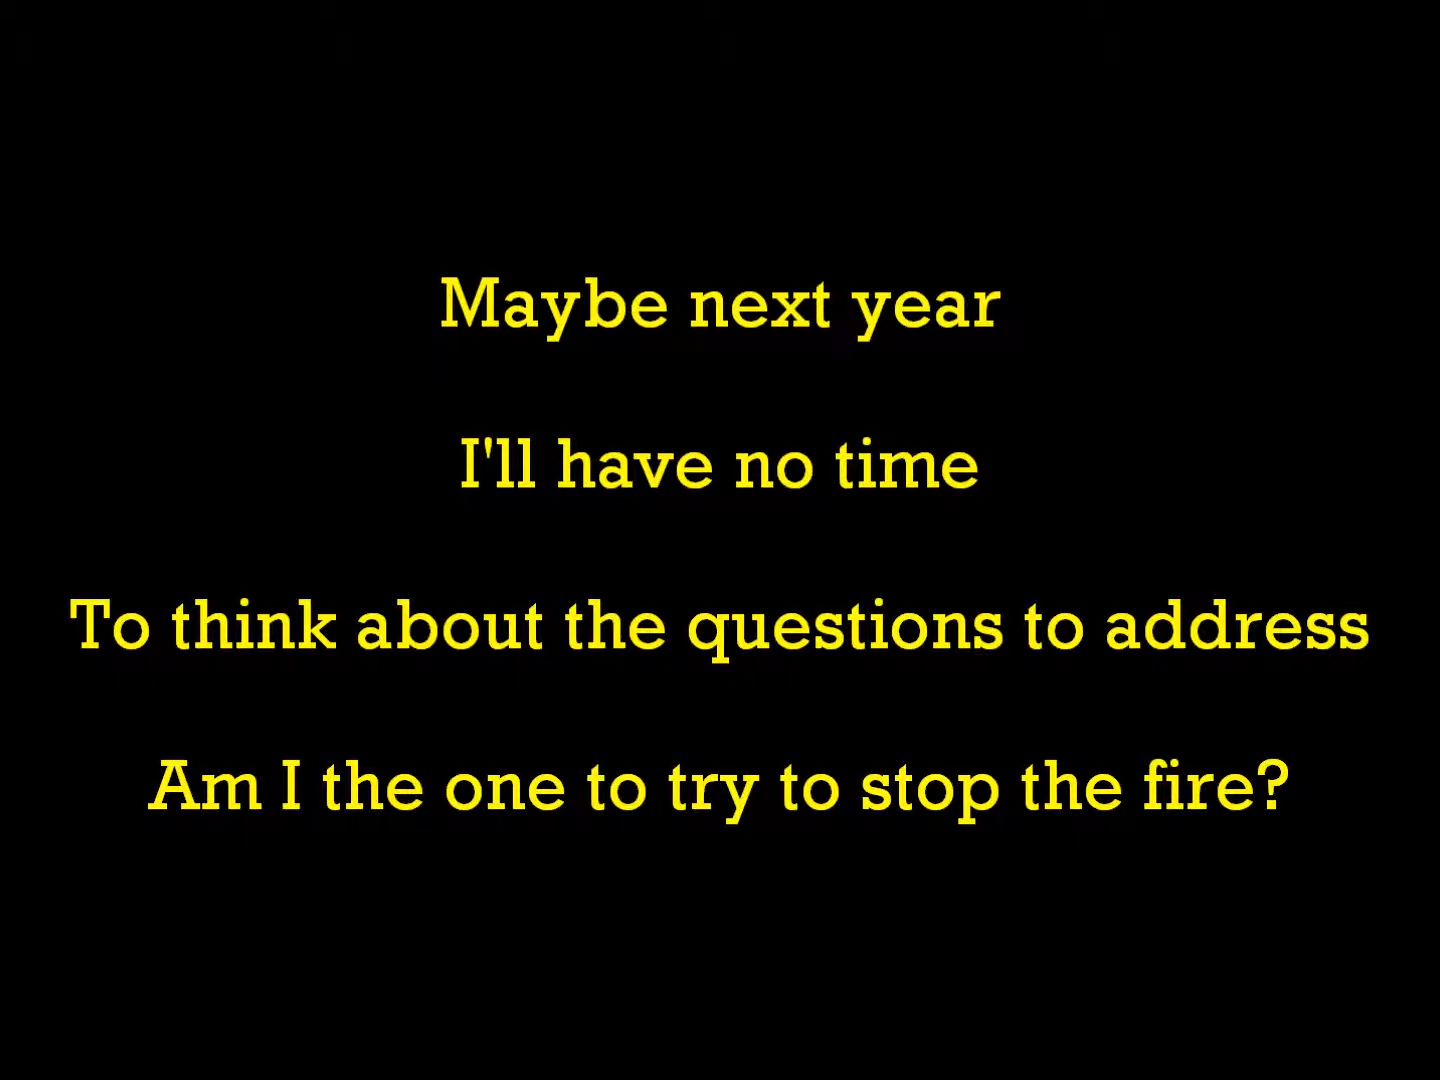 Maybe next year
I'll have no time
To think about the questions to address
Am I the one to try to stop the fire?